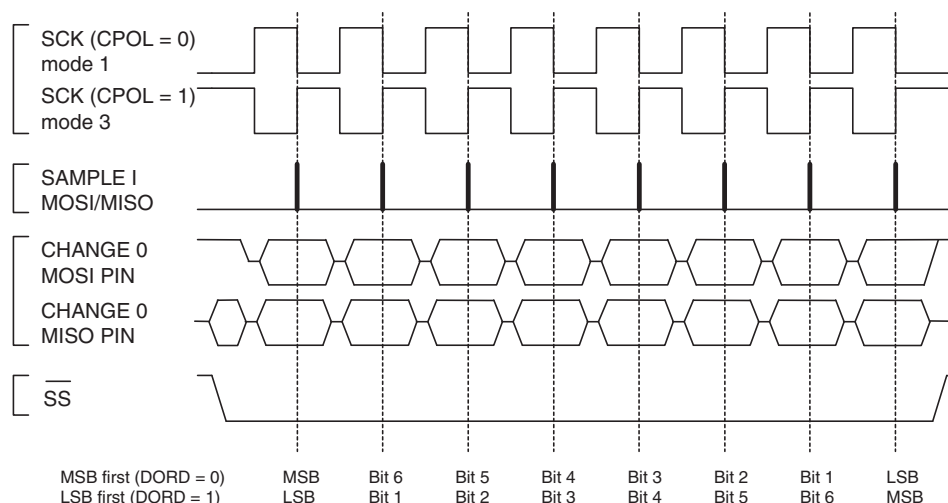 SCK (CPOL = 0)
mode 1
SCK (CPOL = 1)
mode 3
SAMPLE I
MOSI/MISO
CHANGE 0
MOSI PIN
CHANGE 0
MISO PIN
SS
MSB first (DORD = 0) MSB Bit 6 Bit 5 Bit 4 Bit 3 Bit 2 Bit 1 LSB
LSB first (DORD = 1) LSB Bit 1 Bit 2 Bit 3 Bit 4 Bit 5 Bit 6 MSB